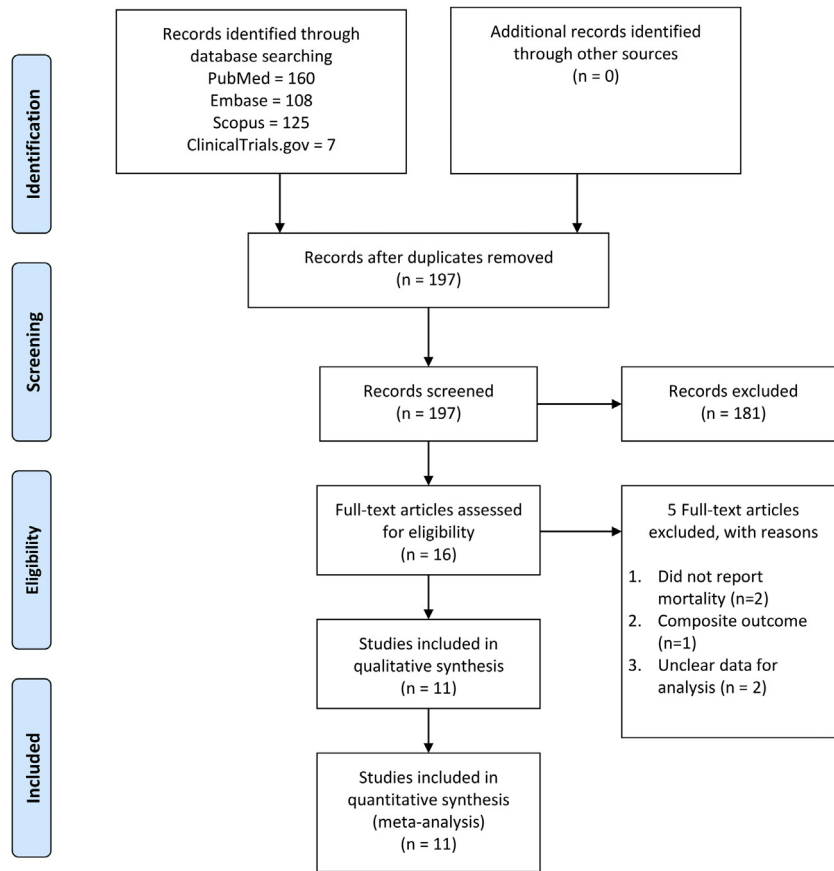 Identification
Records identified through
database searching
PubMed = 160
Embase = 108
Scopus = 125
ClinicalTrials.gov = 7
Additional records identified
through other sources
(n = 0)
Records after duplicates removed
(n = 197)
Screening
Records screened
(n = 197)
Records excluded
(n = 181)
Eligibility
Full-text articles assessed
for eligibility
(n = 16)
5 Full-text articles
excluded, with reasons
1. Did not report
mortality (n=2)
2. Composite outcome
(n=1)
3. Unclear data for
analysis (n = 2)
Studies included in
qualitative synthesis
(n = 11)
Included
Studies included in
quantitative synthesis
(meta-analysis)
(n = 11)